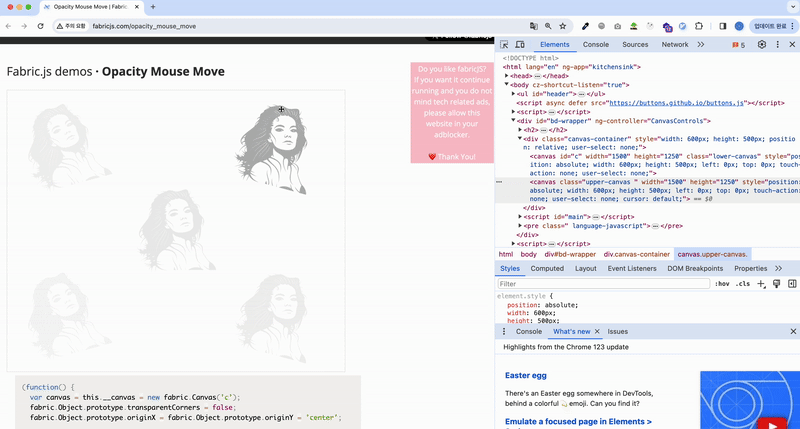 Opacity Mouse Move | Fabric.j
주의 요함
fabricjs.com/opacity_mouse_move
업데이트 완료
Fabric.js demos · Opacity Mouse Move
Do you like fabricJS?
If you want it continue
running and you do not
mind tech related ads,
please allow this
website in your
adblocker.
❤ Thank You!
(function() {
var canvas = this.__canvas = new fabric.Canvas('c');
fabric.Object.prototype.transparentCorners = false;
fabric.Object.prototype.originX = fabric.Object.prototype.originY = 'center';
Elements Console Sources Network » 5
<!DOCTYPE html>
<html lang="en" ng-app="kitchensink">
<head> ⋯ </head>
<body cz-shortcut-listen="true">
<ul id="header"> ⋯ </ul>
<script async defer src="https://buttons.github.io/buttons.js"></script>
<script> ⋯ </script>
<div id="bd-wrapper" ng-controller="CanvasControls">
<h2> ⋯ </h2>
<div class="canvas-container" style="width: 600px; height: 500px; positio
n: relative; user-select: none;">
<canvas id="c" width="1500" height="1250" class="lower-canvas" style="pos
ition: absolute; width: 600px; height: 500px; left: 0px; top: 0px; touch-
action: none; user-select: none;">
<canvas class="upper-canvas " width="1500" height="1250" style="position:
absolute; width: 600px; height: 500px; left: 0px; top: 0px; touch-action:
none; user-select: none; cursor: default;"> == $0
</div>
<script id="main"> ⋯ </script>
<pre class=" language-javascript"> ⋯ </pre>
</div>
<script> ⋯ </script>
html body div#bd-wrapper div.canvas-container canvas.upper-canvas.
Styles Computed Layout Event Listeners DOM Breakpoints Properties »
Filter :hov .cls
element.style {
position: absolute;
width: 600px;
height: 500px;
Console What's new × Issues
Highlights from the Chrome 123 update
Easter egg
There's an Easter egg somewhere in DevTools,
behind a colorful 💫 emoji. Can you find it?
Emulate a focused page in Elements >